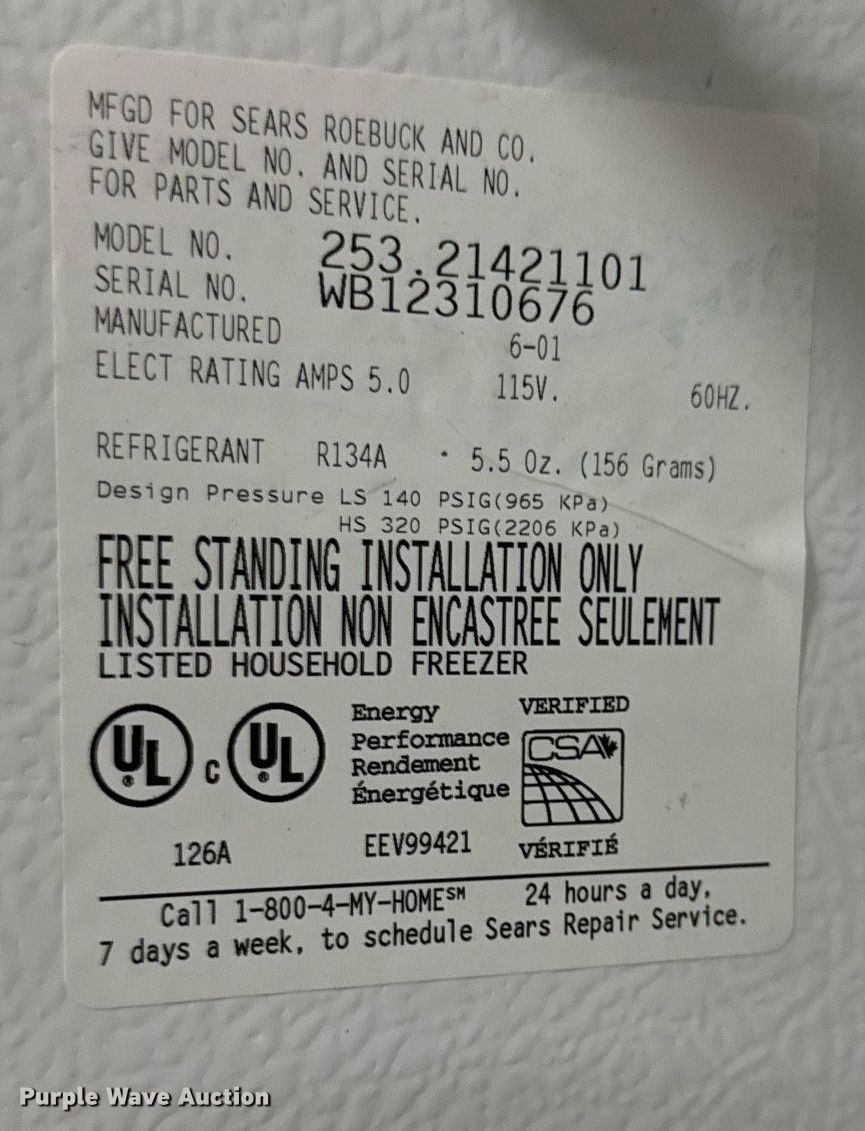 MFGD FOR SEARS ROEBUCK AND CO.
GIVE MODEL NO. AND SERIAL NO.
FOR PARTS AND SERVICE.
MODEL NO. 253.21421101
SERIAL NO. WB12310676
MANUFACTURED 6-01
ELECT RATING AMPS 5.0 115V. 60HZ.
REFRIGERANT R134A · 5.5 Oz. (156 Grams)
Design Pressure LS 140 PSIG(965 KPa)
HS 320 PSIG(2206 KPa)
FREE STANDING INSTALLATION ONLY
INSTALLATION NON ENCASTREE SEULEMENT
LISTED HOUSEHOLD FREEZER
UL ® C UL ®
Energy
Performance
Rendement
Énergétique
VERIFIED
CSA
VÉRIFIÉ
126A EEV99421
Call 1-800-4-MY-HOME℠ 24 hours a day,
7 days a week, to schedule Sears Repair Service.
Purple Wave Auction